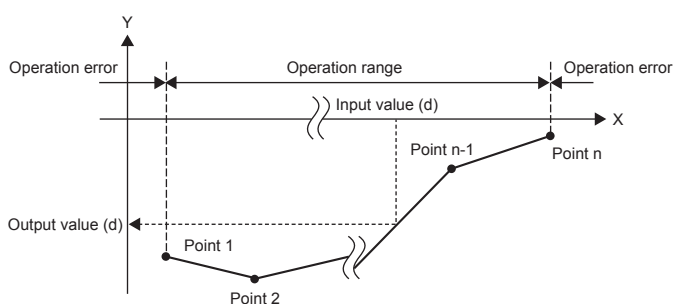 Y
Operation error
Operation range
Operation error
Input value (d)
X
Point n-1
Point n
Output value (d)
Point 1
Point 2